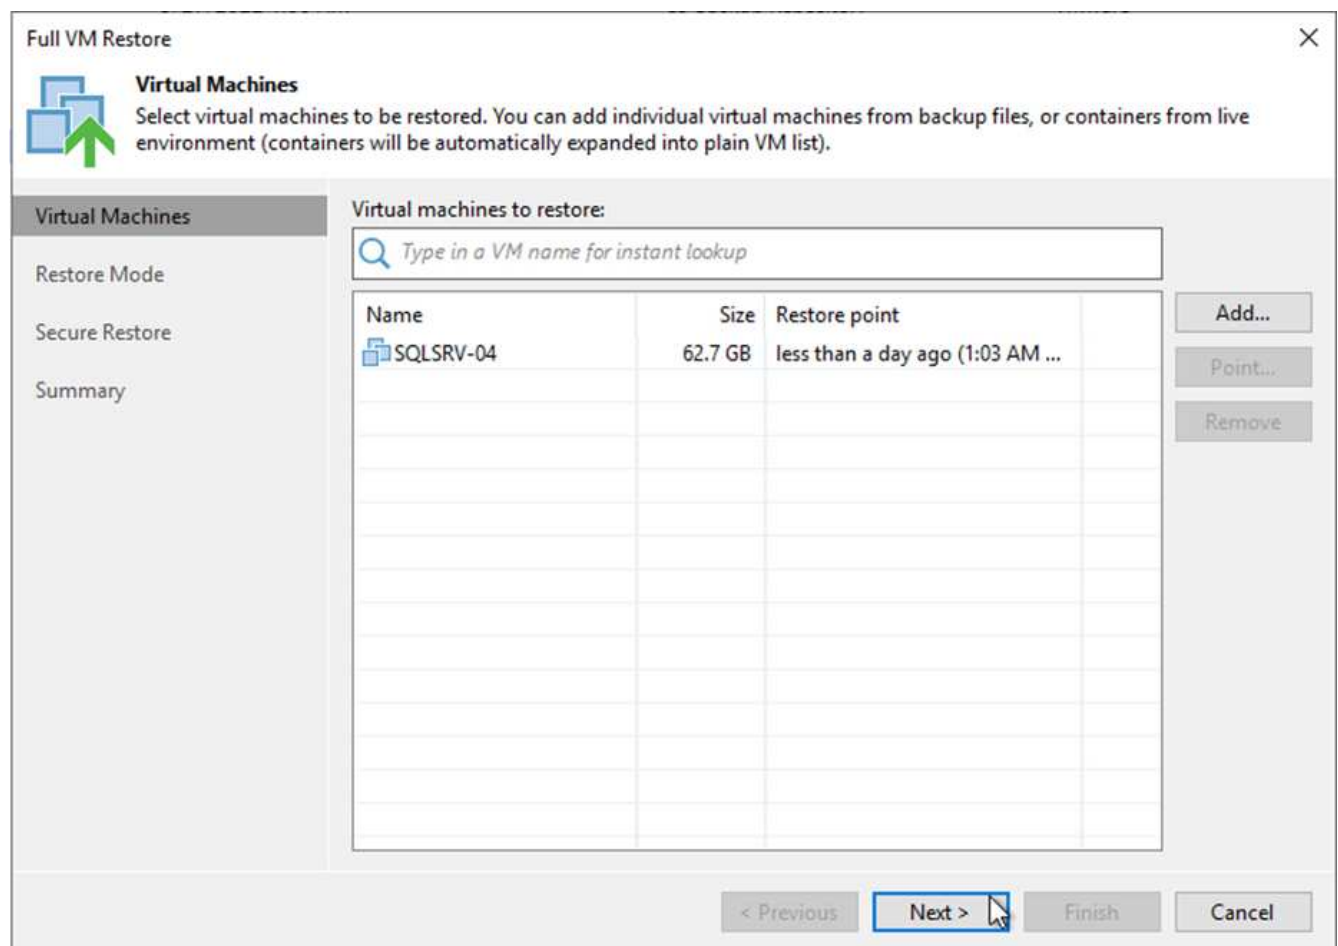 Full VM Restore
Virtual Machines
Select virtual machines to be restored. You can add individual virtual machines from backup files, or containers from live
environment (containers will be automatically expanded into plain VM list).
Virtual Machines
Restore Mode
Secure Restore
Summary
Virtual machines to restore:
Type in a VM name for instant lookup
Name Size Restore point
SQLSRV-04 62.7 GB less than a day ago (1:03 AM ...
Add...
Point...
Remove
< Previous Next > Finish Cancel